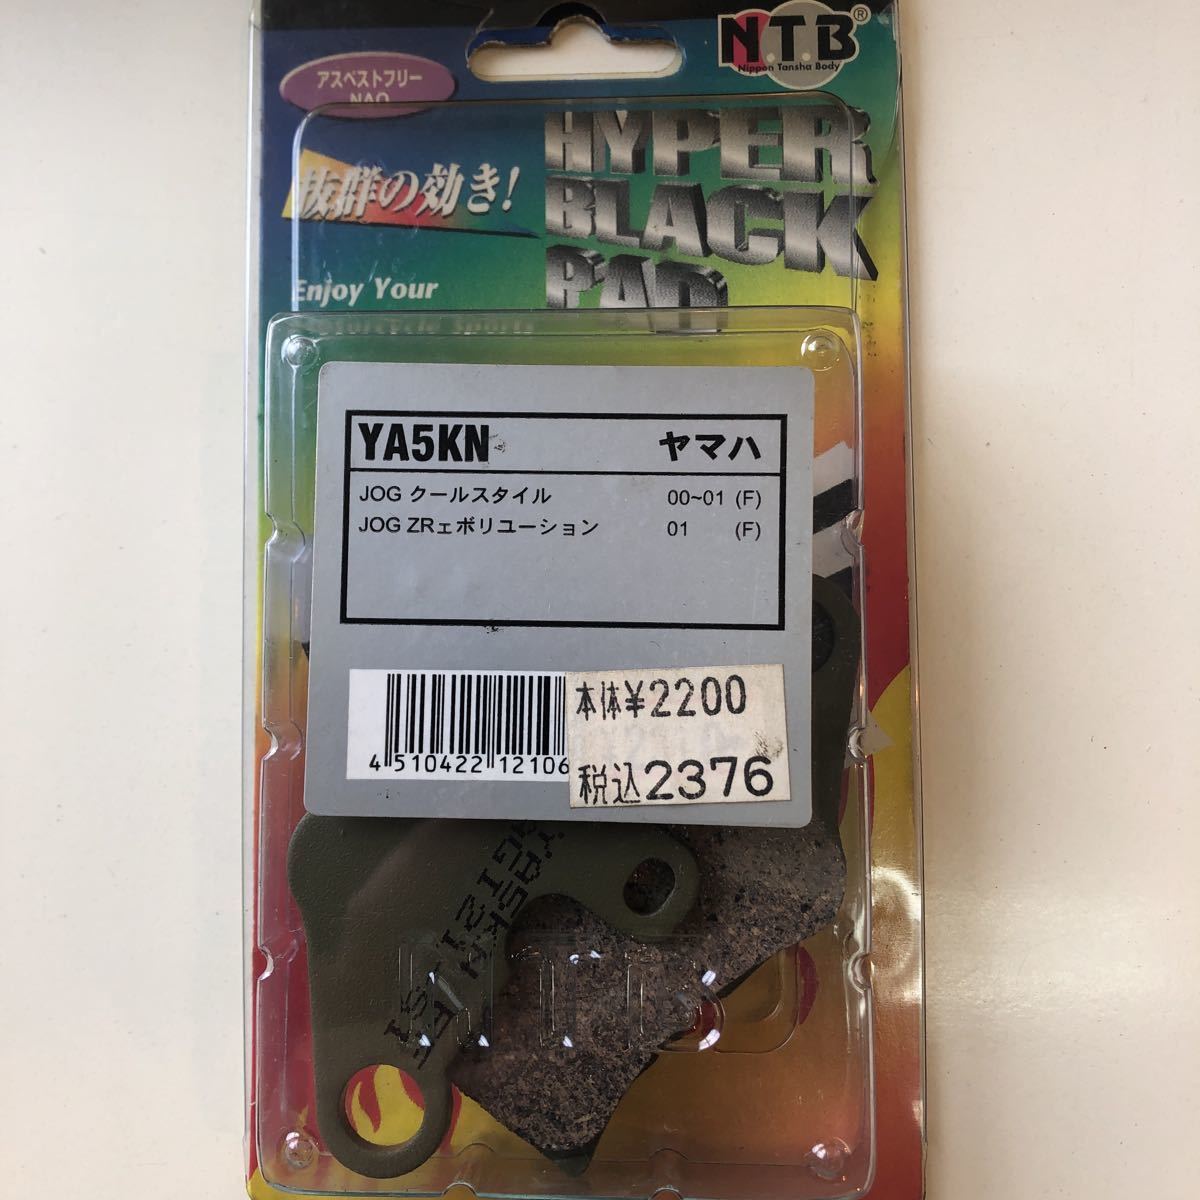 N.T.B®
Nippon Tansha Body
アスベストフリー
NAO
抜群の効き!
HYPER
BLACK
PAD
Enjoy Your
YA5KN ヤマハ
JOG クールスタイル 00~01 (F)
JOG ZRェボリユーション 01 (F)
本体¥2200
4 510422 12106
税込2376
YA5KN